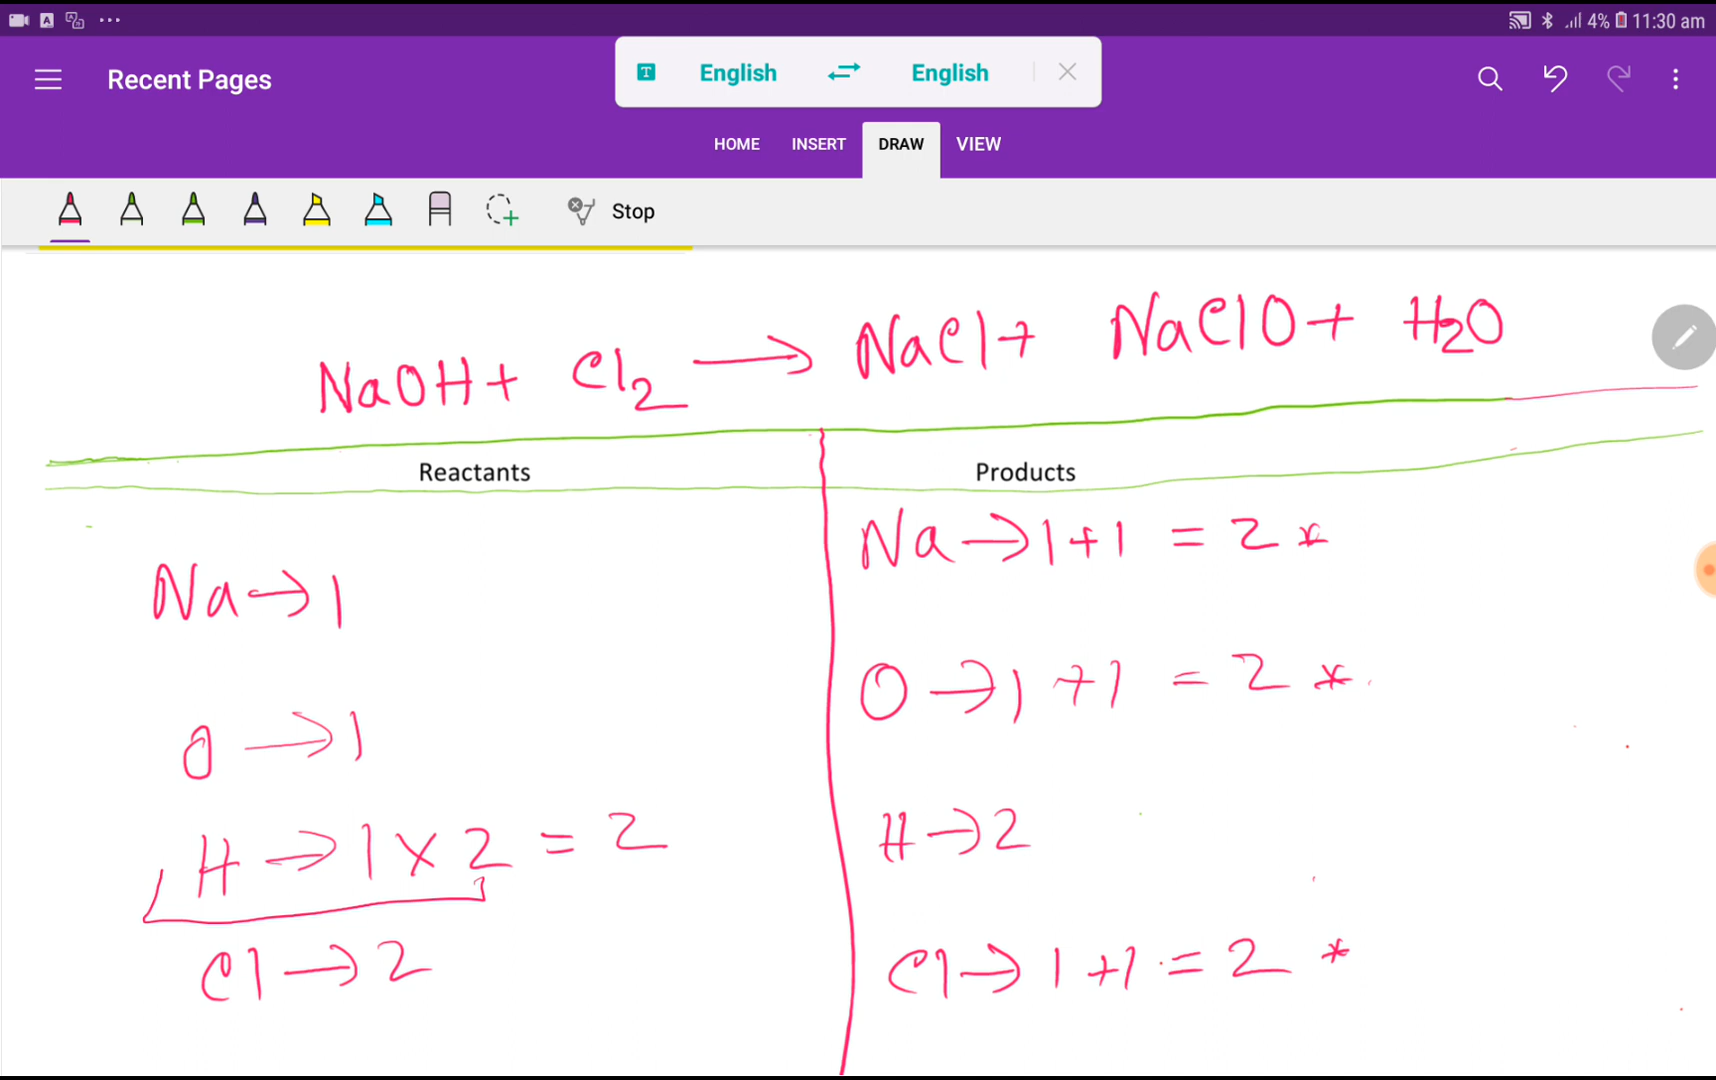 4% 11:30 am
Recent Pages
T English English
HOME INSERT DRAW VIEW
Stop
NaOH + Cl2 → NaCl + NaClO + H2O
Reactants Products
Na → 1
O → 1
H → 1 × 2 = 2
Cl → 2
Na → 1+1 = 2 *
O → 1 + 1 = 2 *
H → 2
Cl → 1 + 1 = 2 *